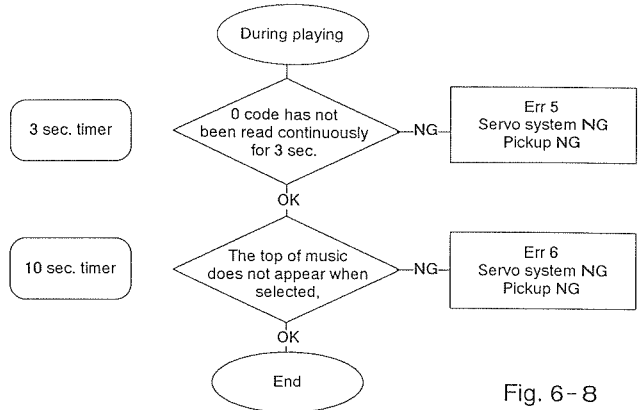 During playing
3 sec. timer
0 code has not
been read continuously
for 3 sec.
NG
Err 5
Servo system NG
Pickup NG
OK
10 sec. timer
The top of music
does not appear when
selected,
NG
Err 6
Servo system NG
Pickup NG
OK
End
Fig. 6-8